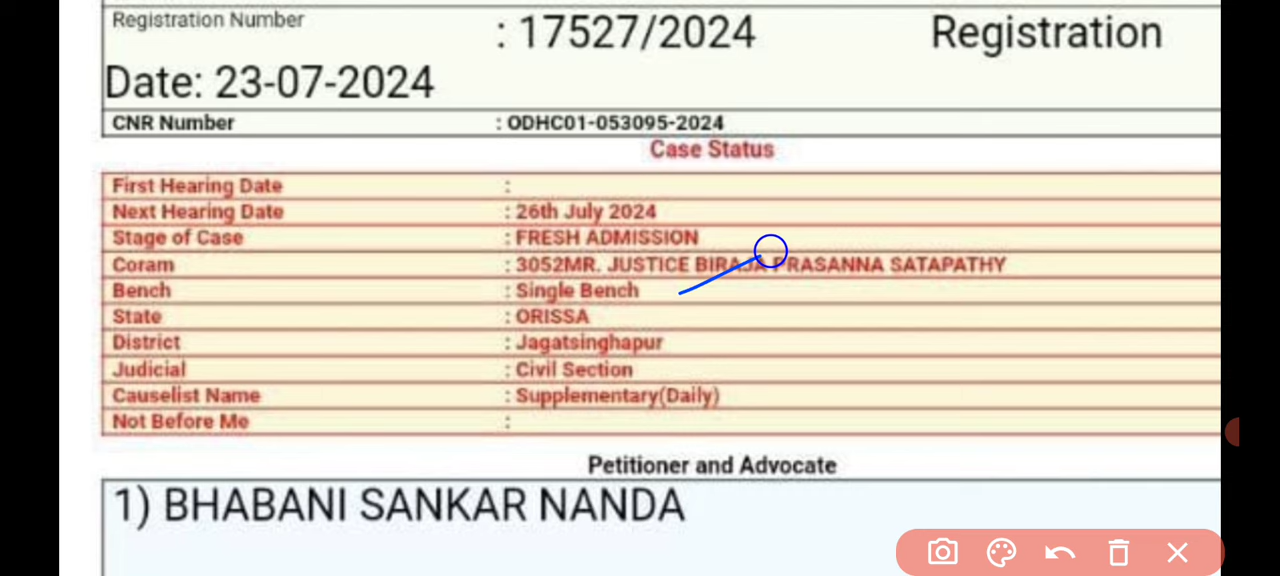 Registration Number : 17527/2024 Registration
Date: 23-07-2024
CNR Number : ODHC01-053095-2024
Case Status
First Hearing Date :
Next Hearing Date : 26th July 2024
Stage of Case : FRESH ADMISSION
Coram : 3052MR. JUSTICE BIRAJA PRASANNA SATAPATHY
Bench : Single Bench
State : ORISSA
District : Jagatsinghapur
Judicial : Civil Section
Causelist Name : Supplementary(Daily)
Not Before Me :
Petitioner and Advocate
1) BHABANI SANKAR NANDA